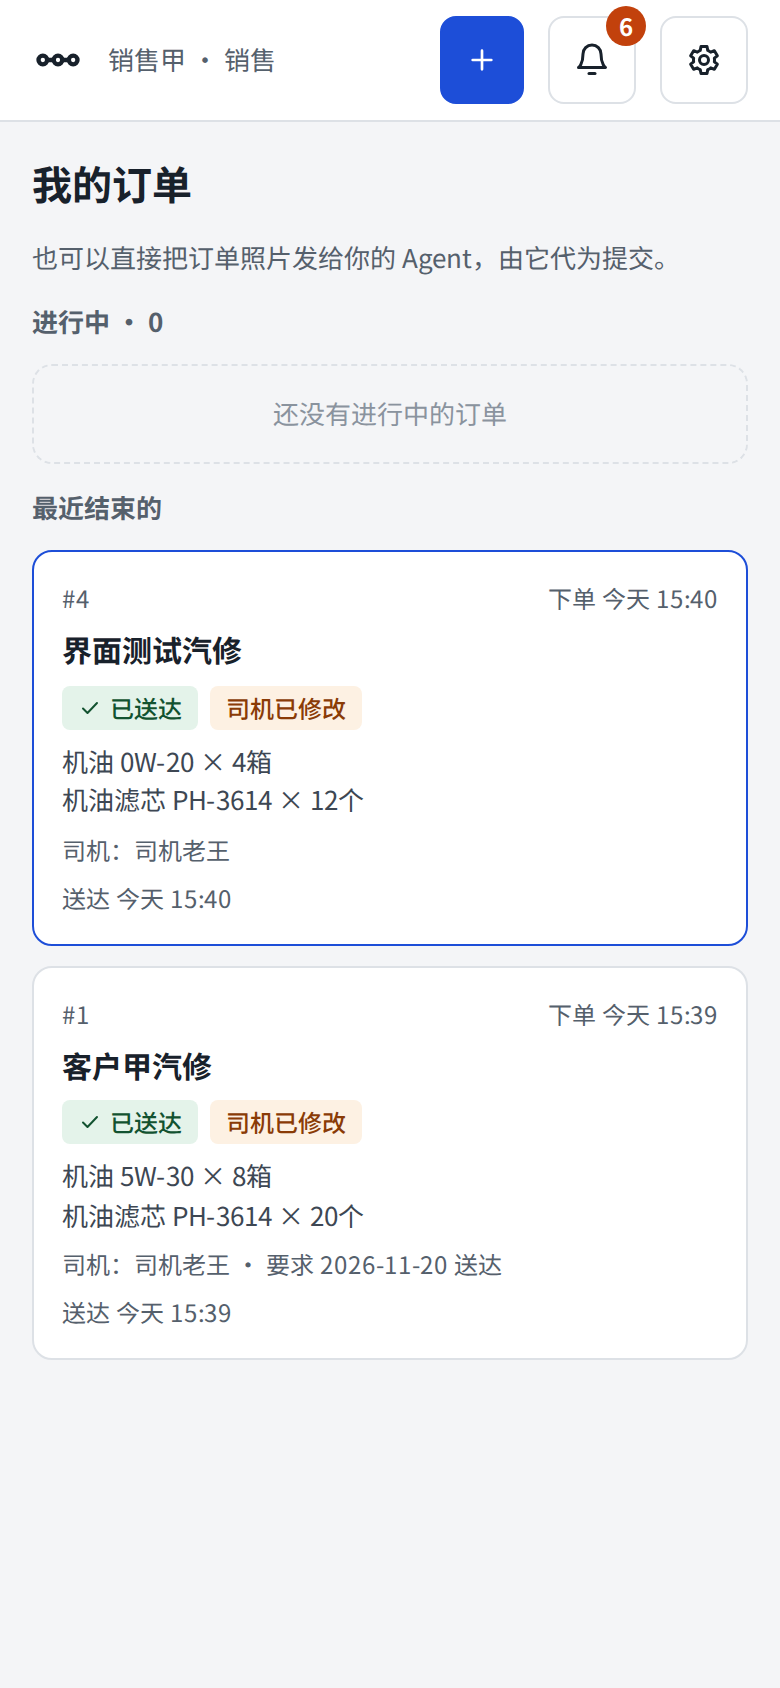 销售甲 · 销售
6
我的订单
也可以直接把订单照片发给你的 Agent，由它代为提交。
进行中 · 0
还没有进行中的订单
最近结束的
#4
下单 今天 15:40
界面测试汽修
已送达
司机已修改
机油 0W-20 × 4箱
机油滤芯 PH-3614 × 12个
司机：司机老王
送达 今天 15:40
#1
下单 今天 15:39
客户甲汽修
已送达
司机已修改
机油 5W-30 × 8箱
机油滤芯 PH-3614 × 20个
司机：司机老王 · 要求 2026-11-20 送达
送达 今天 15:39